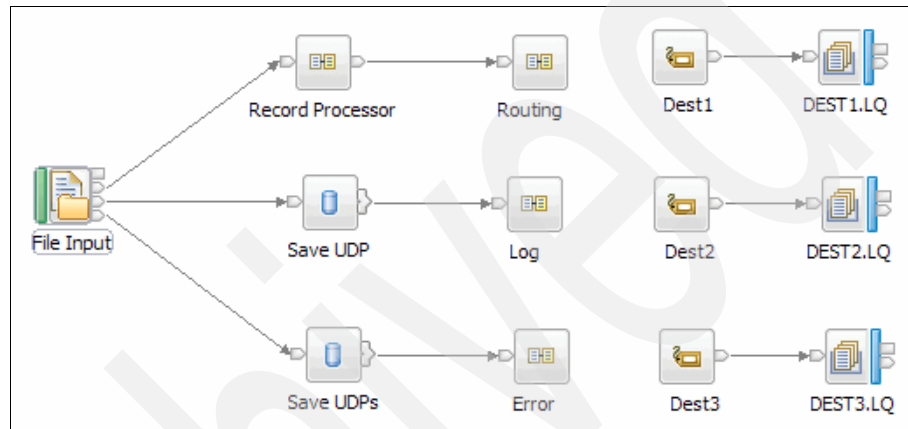 Record Processor
Routing
Dest1
DEST1.LQ
File Input
Save UDP
Log
Dest2
DEST2.LQ
Save UDPs
Error
Dest3
DEST3.LQ